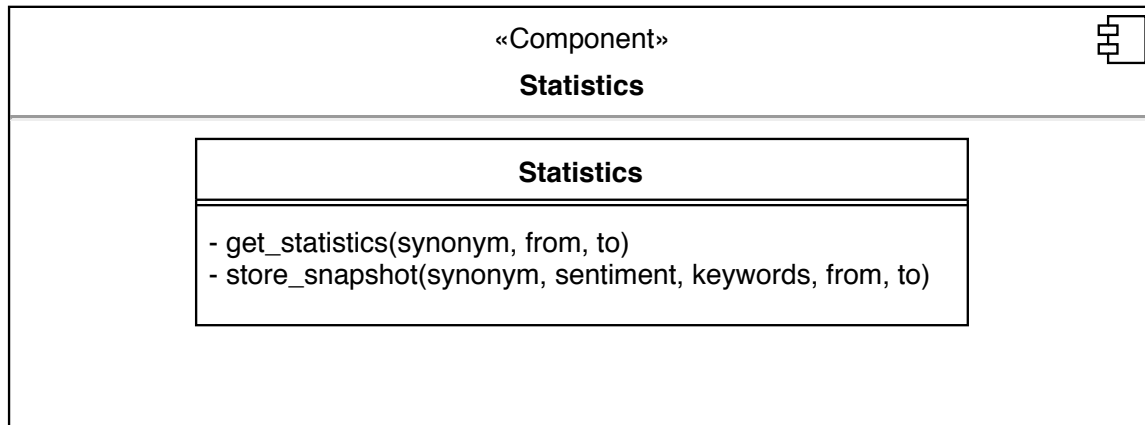 «Component»
Statistics
Statistics
- get_statistics(synonym, from, to)
- store_snapshot(synonym, sentiment, keywords, from, to)